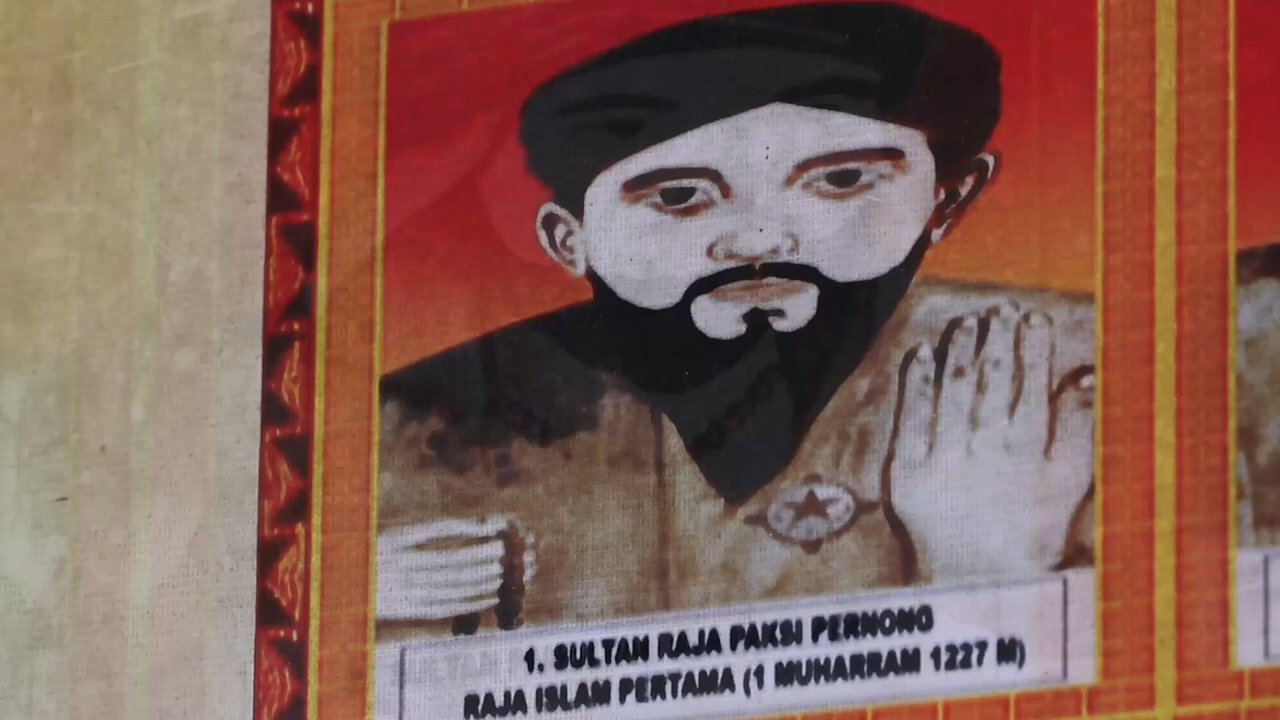 1. SULTAN RAJA PAKSI PERNONG
RAJA ISLAM PERTAMA (1 MUHARRAM 1227 M)